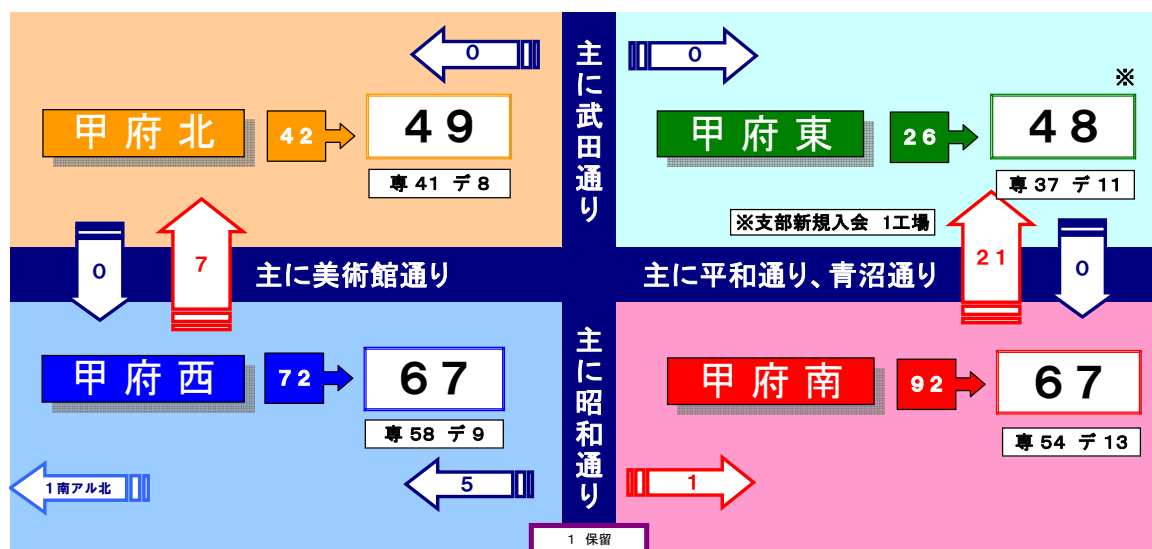 0
0
主に武田通り
※
甲府北
42
49
甲府東
26
48
専 41 デ 8
専 37 デ 11
※支部新規入会 1工場
0
7
主に美術館通り
主に平和通り、青沼通り
21
0
甲府西
72
67
主に昭和通り
甲府南
92
67
専 58 デ 9
専 54 デ 13
1南アル北
5
1
1 保留